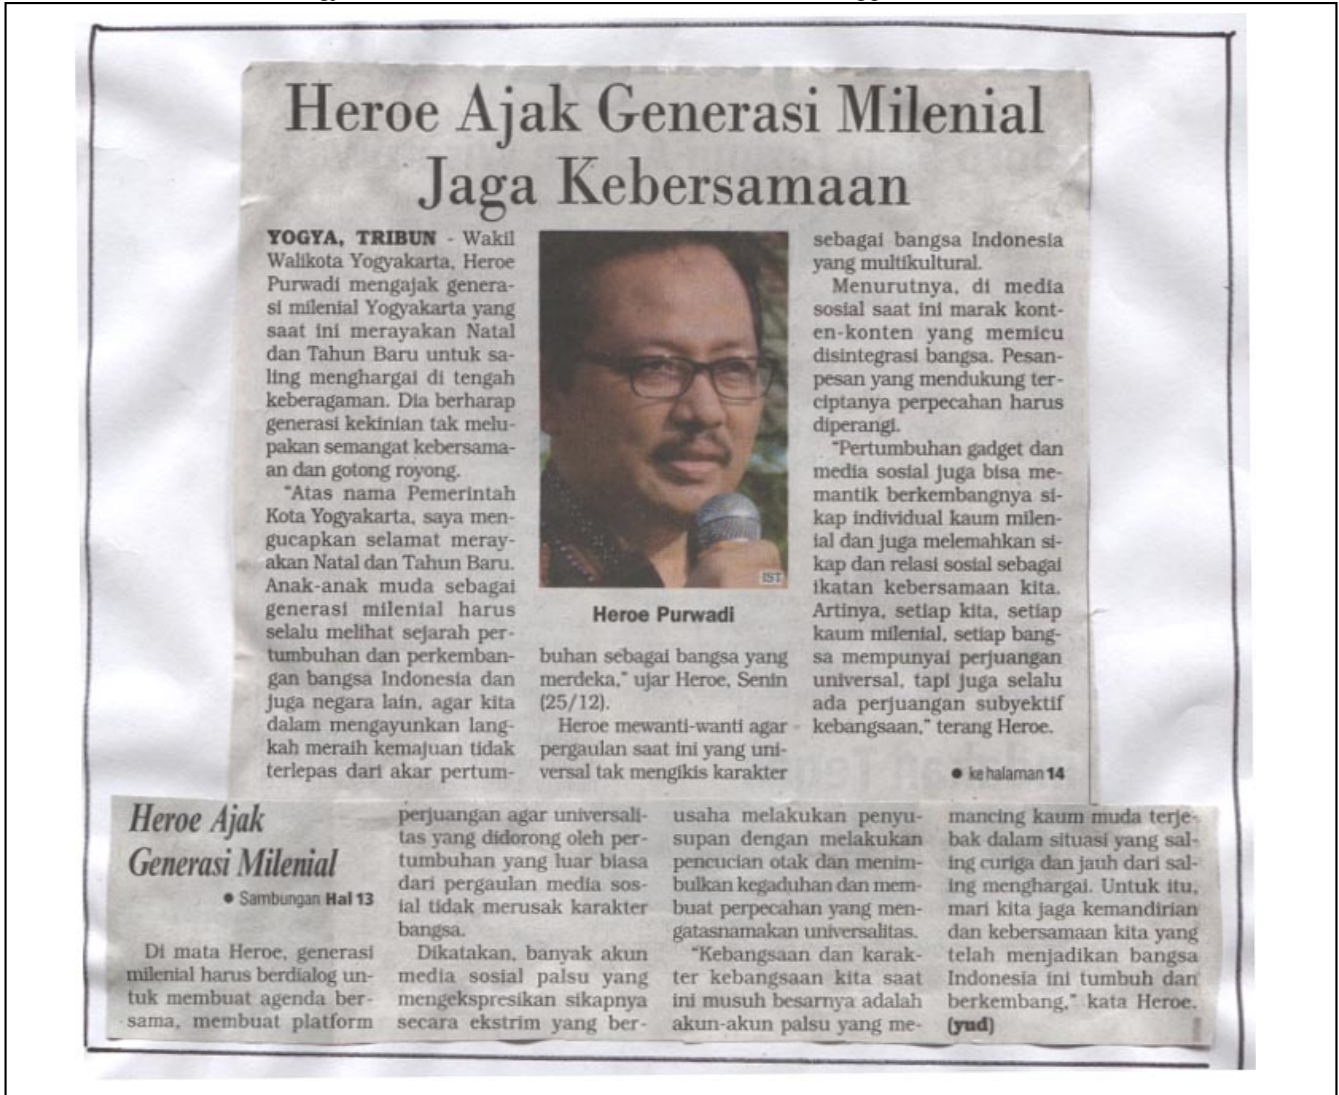 Heroe Ajak Generasi Milenial
Jaga Kebersamaan
YOGYA, TRIBUN - Wakil
Walikota Yogyakarta, Heroe
Purwadi mengajak genera-
si milenial Yogyakarta yang
saat ini merayakan Natal
dan Tahun Baru untuk sa-
ling menghargai di tengah
keberagaman. Dia berharap
generasi kekinian tak melu-
pakan semangat kebersama-
an dan gotong royong.
"Atas nama Pemerintah
Kota Yogyakarta, saya men-
gucapkan selamat meray-
akan Natal dan Tahun Baru.
Anak-anak muda sebagai
generasi milenial harus
selalu melihat sejarah per-
tumbuhan dan perkemban-
gan bangsa Indonesia dan
juga negara lain, agar kita
dalam mengayunkan lang-
kah meraih kemajuan tidak
terlepas dari akar pertum-
IST
Heroe Purwadi
buhan sebagai bangsa yang
merdeka," ujar Heroe, Senin
(25/12).
Heroe mewanti-wanti agar
pergaulan saat ini yang uni-
versal tak mengikis karakter
sebagai bangsa Indonesia
yang multikultural.
Menurutnya, di media
sosial saat ini marak kont-
en-konten yang memicu
disintegrasi bangsa. Pesan-
pesan yang mendukung ter-
ciptanya perpecahan harus
diperangi.
"Pertumbuhan gadget dan
media sosial juga bisa me-
mantik berkembangnya si-
kap individual kaum milen-
ial dan juga melemahkan si-
kap dan relasi sosial sebagai
ikatan kebersamaan kita.
Artinya, setiap kita, setiap
kaum milenial, setiap bang-
sa mempunyai perjuangan
universal, tapi juga selalu
ada perjuangan subyektif
kebangsaan," terang Heroe.
● ke halaman 14
Heroe Ajak
Generasi Milenial
● Sambungan Hal 13
Di mata Heroe, generasi
milenial harus berdialog un-
tuk membuat agenda ber-
sama, membuat platform
perjuangan agar universali-
tas yang didorong oleh per-
tumbuhan yang luar biasa
dari pergaulan media sos-
ial tidak merusak karakter
bangsa.
Dikatakan, banyak akun
media sosial palsu yang
mengekspresikan sikapnya
secara ekstrim yang ber-
usaha melakukan penyu-
supan dengan melakukan
pencucian otak dan menim-
bulkan kegaduhan dan mem-
buat perpecahan yang men-
gatasnamakan universalitas.
"Kebangsaan dan karak-
ter kebangsaan kita saat
ini musuh besarnya adalah
akun-akun palsu yang me-
mancing kaum muda terje-
bak dalam situasi yang sal-
ing curiga dan jauh dari sal-
ing menghargai. Untuk itu,
mari kita jaga kemandirian
dan kebersamaan kita yang
telah menjadikan bangsa
Indonesia ini tumbuh dan
berkembang," kata Heroe.
(yud)